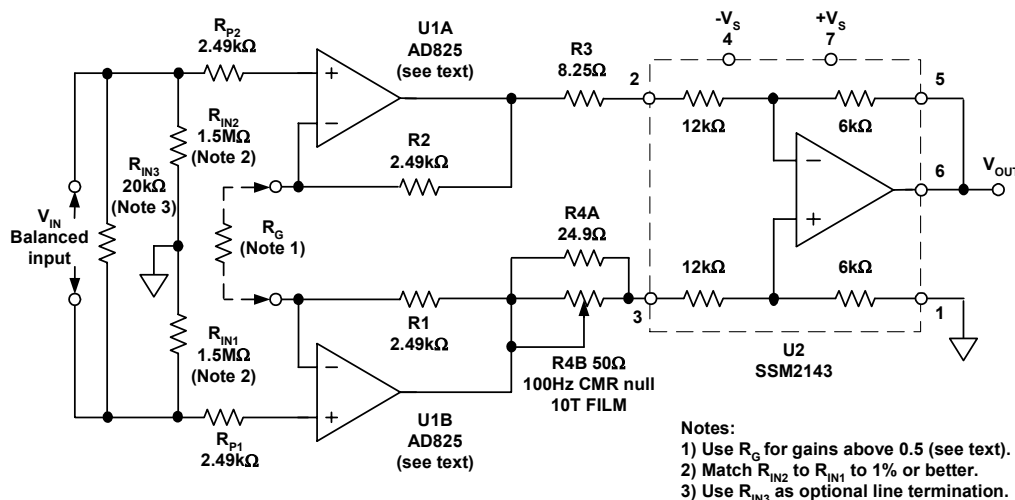 R_P2
2.49kΩ
U1A
AD825
(see text)
R3
8.25Ω
-V_S
4
+V_S
7
2
5
12kΩ
6kΩ
R_IN2
1.5MΩ
(Note 2)
R2
2.49kΩ
R_IN3
20kΩ
(Note 3)
V_IN
Balanced
input
R_G
(Note 1)
R4A
24.9Ω
6
V_OUT
12kΩ
6kΩ
3
1
R_IN1
1.5MΩ
(Note 2)
R1
2.49kΩ
R4B 50Ω
100Hz CMR null
10T FILM
U2
SSM2143
R_P1
2.49kΩ
U1B
AD825
(see text)
Notes:
1) Use R_G for gains above 0.5 (see text).
2) Match R_IN2 to R_IN1 to 1% or better.
3) Use R_IN3 as optional line termination.